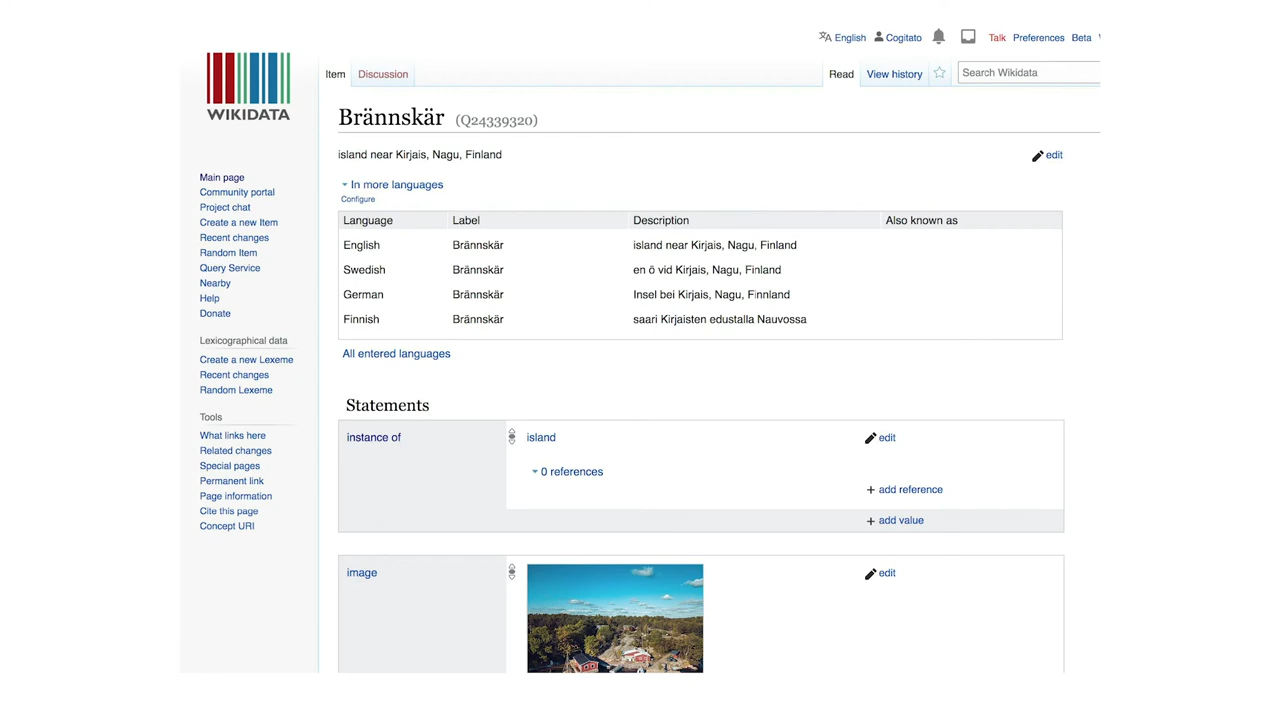 English Cogitato Talk Preferences Beta
WIKIDATA
Item Discussion Read View history Search Wikidata
Brännskär (Q24339320)
island near Kirjais, Nagu, Finland edit
In more languages
Configure
Language Label Description Also known as
English Brännskär island near Kirjais, Nagu, Finland
Swedish Brännskär en ö vid Kirjais, Nagu, Finland
German Brännskär Insel bei Kirjais, Nagu, Finnland
Finnish Brännskär saari Kirjaisten edustalla Nauvossa
All entered languages
Main page
Community portal
Project chat
Create a new Item
Recent changes
Random Item
Query Service
Nearby
Help
Donate
Lexicographical data
Create a new Lexeme
Recent changes
Random Lexeme
Tools
What links here
Related changes
Special pages
Permanent link
Page information
Cite this page
Concept URI
Statements
instance of island edit
0 references
+ add reference
+ add value
image edit